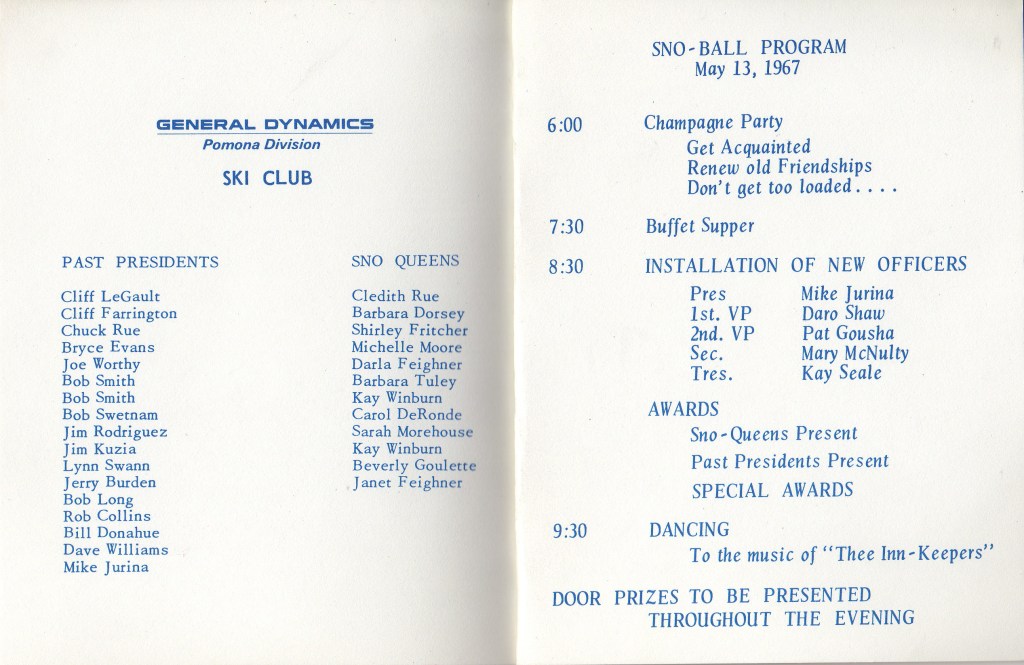 GENERAL DYNAMICS
Pomona Division
SKI CLUB
PAST PRESIDENTS
Cliff LeGault
Cliff Farrington
Chuck Rue
Bryce Evans
Joe Worthy
Bob Smith
Bob Smith
Bob Swetnam
Jim Rodriguez
Jim Kuzia
Lynn Swann
Jerry Burden
Bob Long
Rob Collins
Bill Donahue
Dave Williams
Mike Jurina
SNO QUEENS
Cledith Rue
Barbara Dorsey
Shirley Fritcher
Michelle Moore
Darla Feighner
Barbara Tuley
Kay Winburn
Carol DeRonde
Sarah Morehouse
Kay Winburn
Beverly Goulette
Janet Feighner
SNO-BALL PROGRAM
May 13, 1967
6:00 Champagne Party
Get Acquainted
Renew old Friendships
Don't get too loaded....
7:30 Buffet Supper
8:30 INSTALLATION OF NEW OFFICERS
Pres Mike Jurina
1st. VP Daro Shaw
2nd. VP Pat Gousha
Sec. Mary McNulty
Tres. Kay Seale
AWARDS
Sno-Queens Present
Past Presidents Present
SPECIAL AWARDS
9:30 DANCING
To the music of "Thee Inn-Keepers"
DOOR PRIZES TO BE PRESENTED
THROUGHOUT THE EVENING